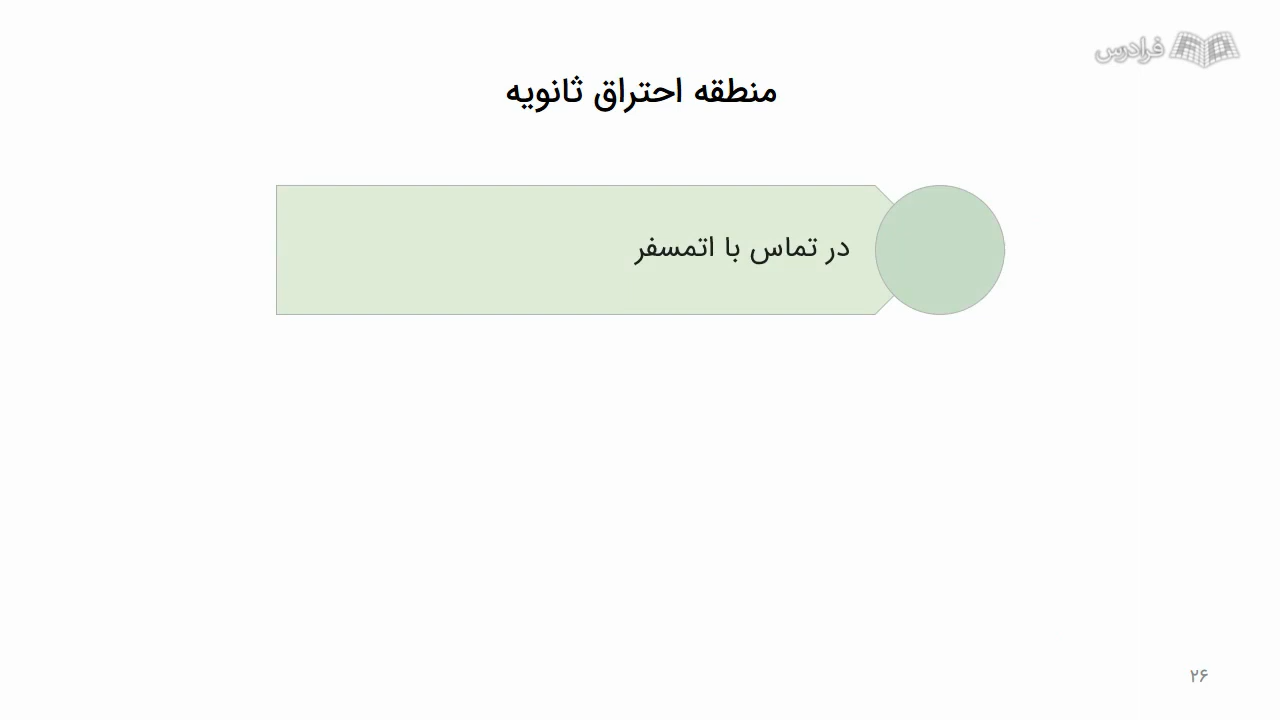 فرادرس
منطقه احتراق ثانویه
در تماس با اتمسفر
۲۶